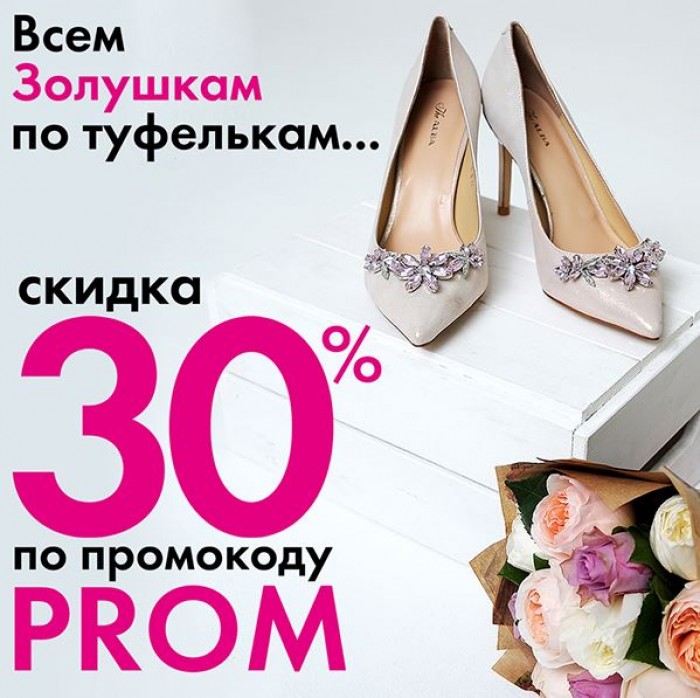 Всем
Золушкам
по туфелькам...
скидка
30%
по промокоду
PROM